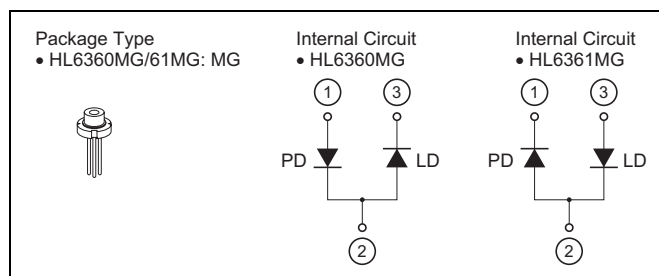 Package Type
• HL6360MG/61MG: MG
Internal Circuit
• HL6360MG
1 3
PD LD
2
Internal Circuit
• HL6361MG
1 3
PD LD
2